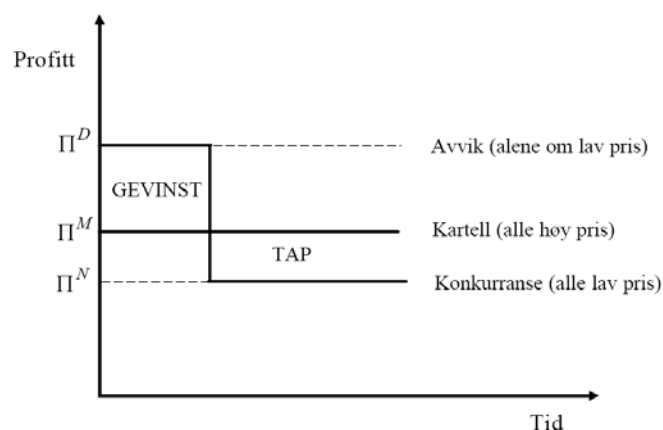 Profitt
Π^D
Avvik (alene om lav pris)
GEVINST
Π^M
Kartell (alle høy pris)
TAP
Π^N
Konkurranse (alle lav pris)
Tid